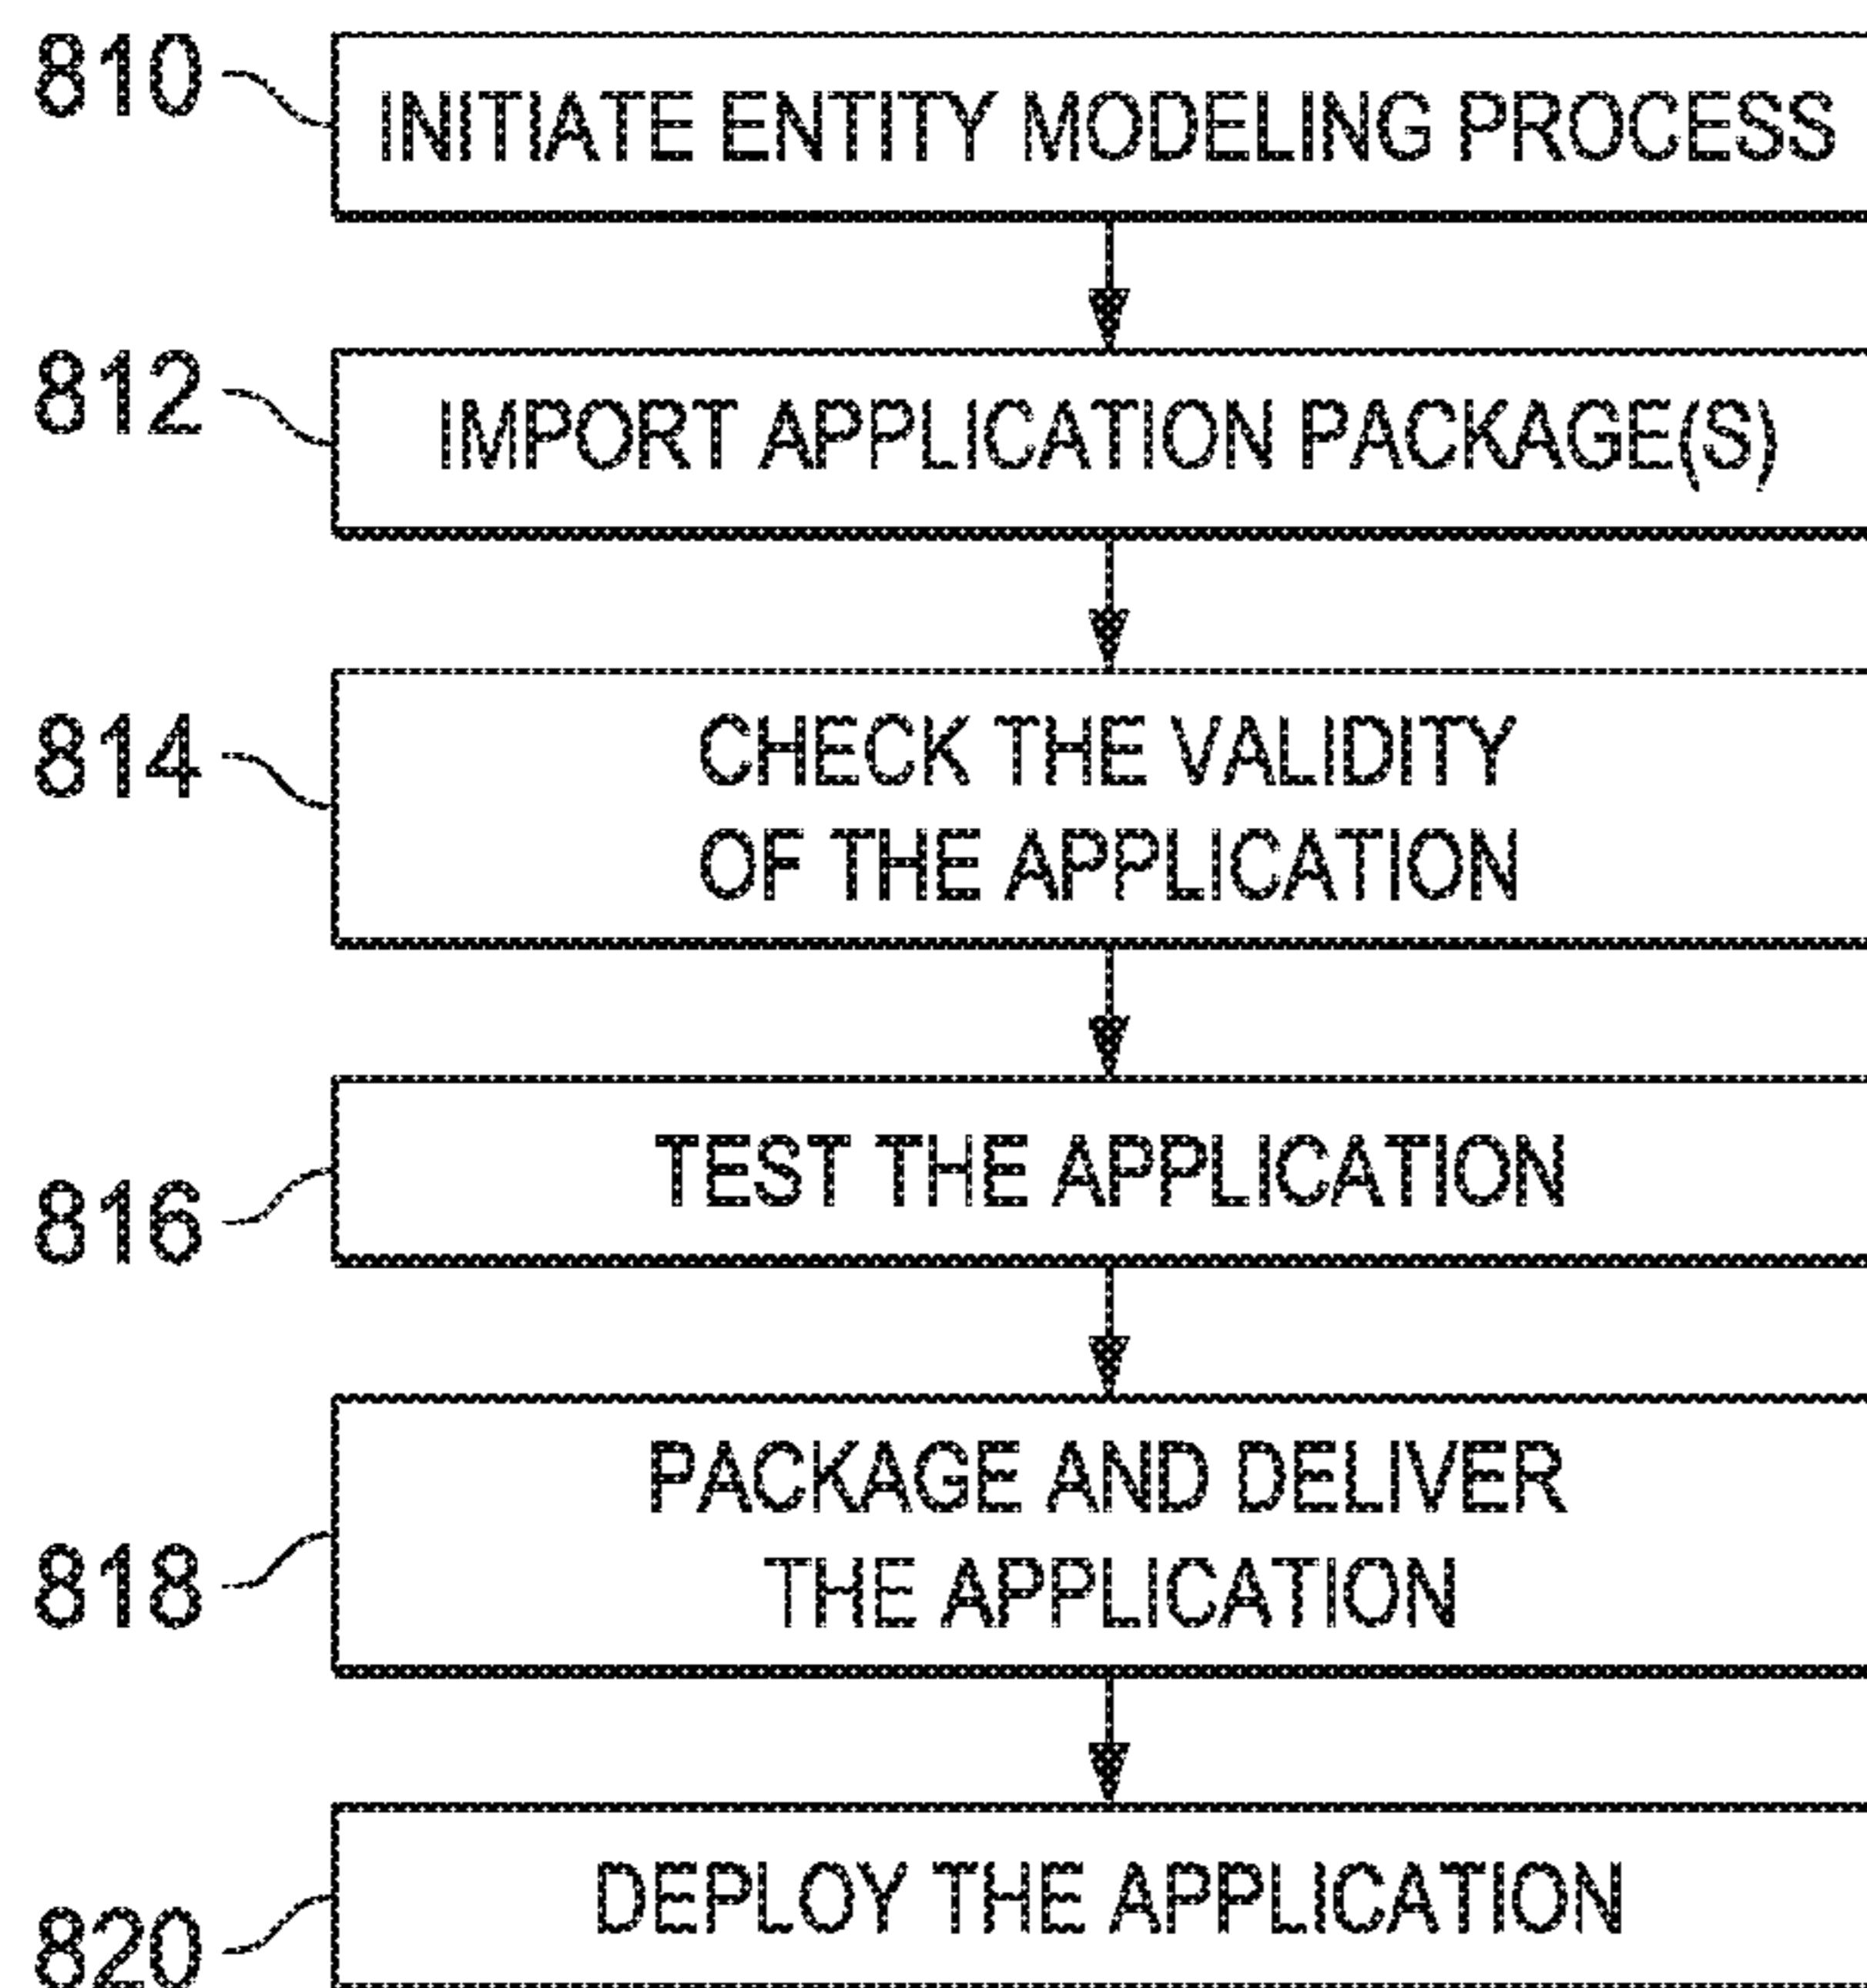 810
INITIATE ENTITY MODELING PROCESS
812
IMPORT APPLICATION PACKAGE(S)
814
CHECK THE VALIDITY
OF THE APPLICATION
816
TEST THE APPLICATION
818
PACKAGE AND DELIVER
THE APPLICATION
820
DEPLOY THE APPLICATION